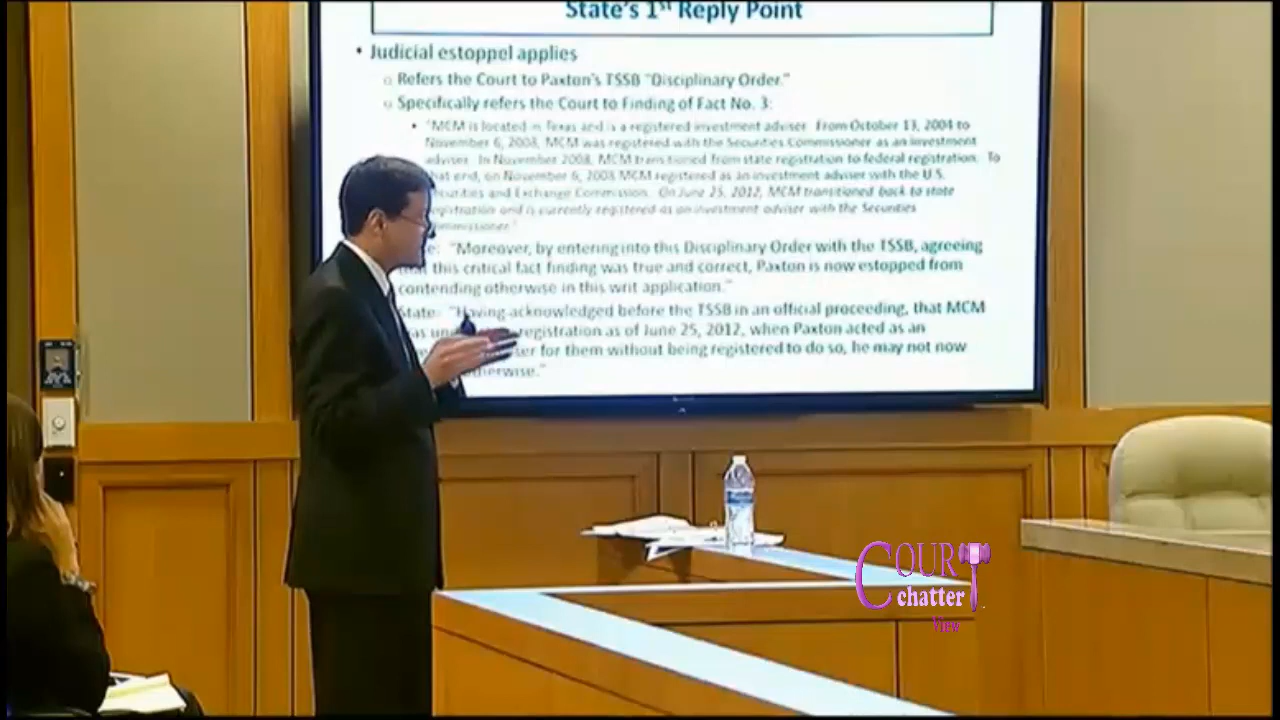 State's 1st Reply Point
• Judicial estoppel applies
o Refers the Court to Paxton's TSSB "Disciplinary Order."
o Specifically refers the Court to Finding of Fact No. 3:
• "MCM is located in Texas and is a registered investment adviser. From October 13, 2004 to
November 6, 2008, MCM was registered with the Securities Commissioner as an investment
adviser. In November 2008, MCM transitioned from state registration to federal registration. To
that end, on November 6, 2008 MCM registered as an investment adviser with the U.S.
Securities and Exchange Commission. On June 25, 2012, MCM transitioned back to state
registration and is currently registered as an investment adviser with the Securities
Commissioner."
"Moreover, by entering into this Disciplinary Order with the TSSB, agreeing
this critical fact finding was true and correct, Paxton is now estopped from
contending otherwise in this writ application."
State: "Having acknowledged before the TSSB in an official proceeding, that MCM
registration as of June 25, 2012, when Paxton acted as an
for them without being registered to do so, he may not now
otherwise."
COURT
chatter
View